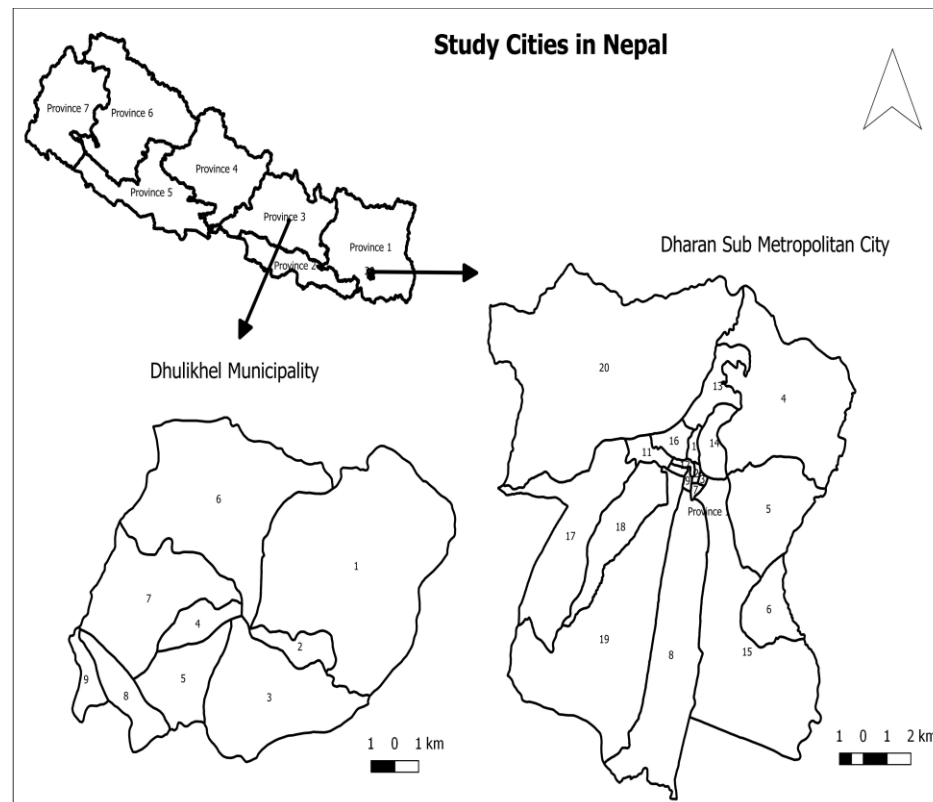 Study Cities in Nepal
Province 7
Province 6
Province 4
Province 5
Province 3
Province 1
Province 2
Dharan Sub Metropolitan City
Dhulikhel Municipality
20
13
4
16
1
14
11
Province
5
18
17
6
19
8
15
7
6
1
7
4
2
5
3
9
8
1 0 1 km
1 0 1 2 km